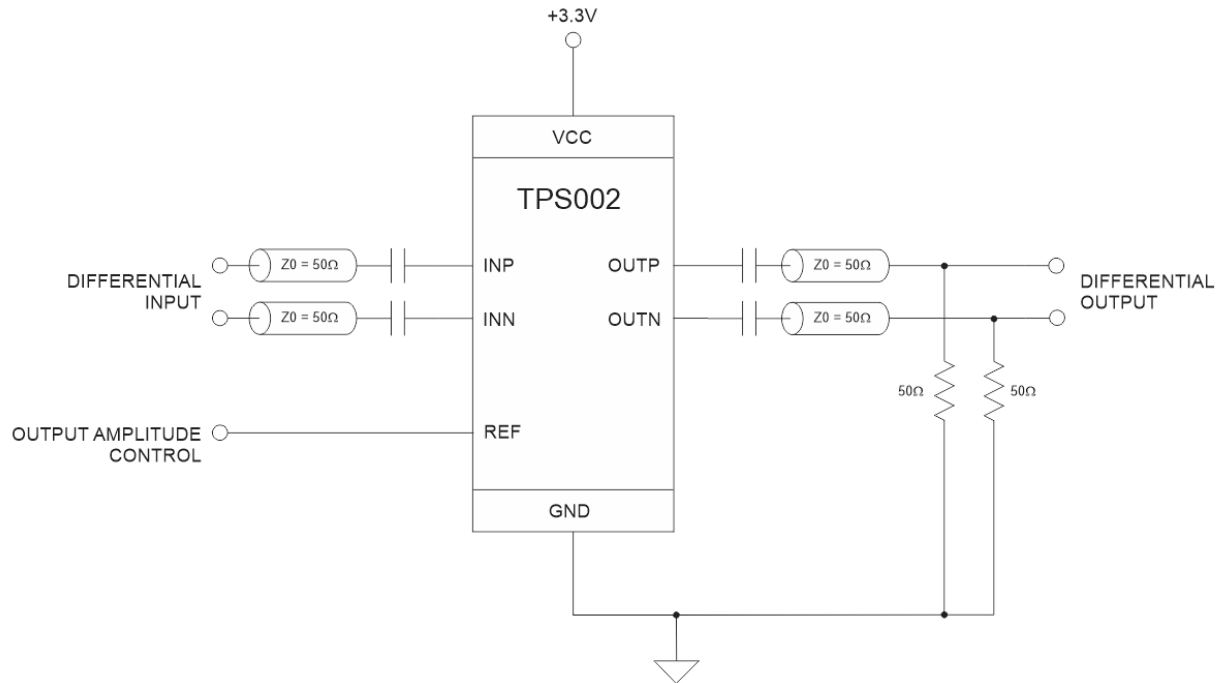 +3.3V
VCC
TPS002
Z0 = 50Ω
INP
OUTP
Z0 = 50Ω
DIFFERENTIAL
INPUT
DIFFERENTIAL
OUTPUT
Z0 = 50Ω
INN
OUTN
Z0 = 50Ω
50Ω
50Ω
OUTPUT AMPLITUDE
CONTROL
REF
GND